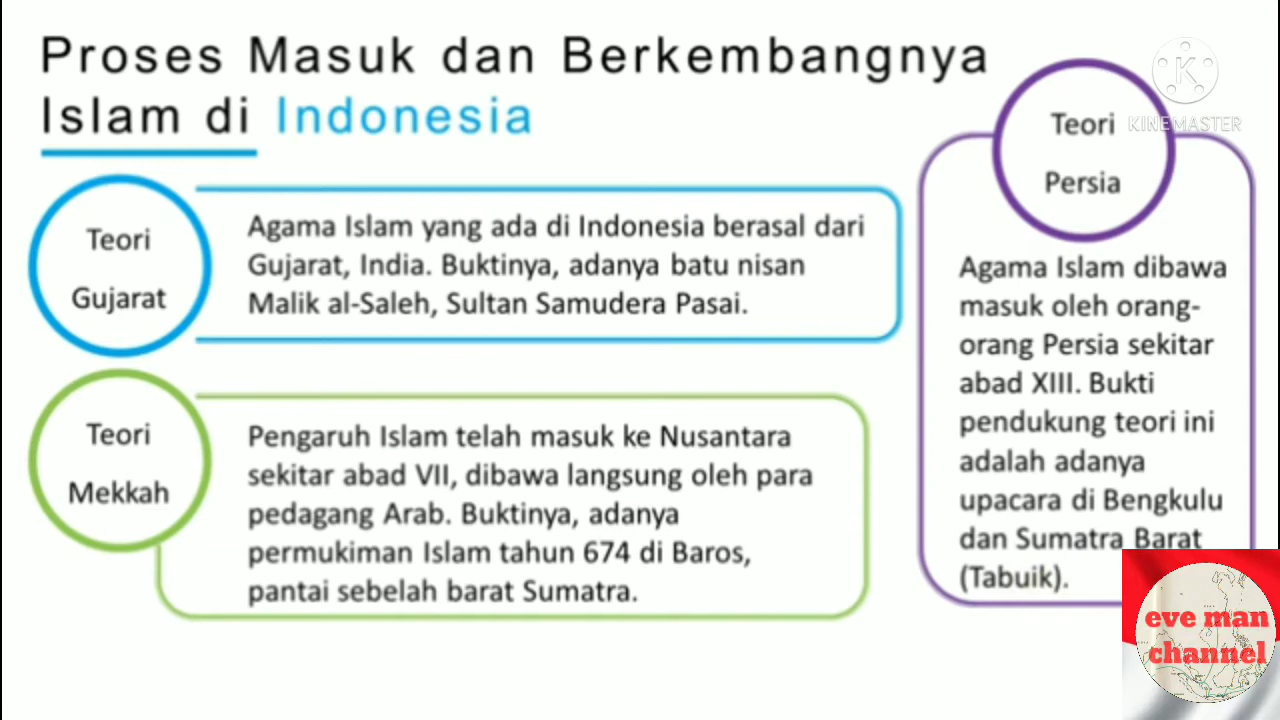 Proses Masuk dan Berkembangnya
Islam di Indonesia
Teori
Gujarat
Agama Islam yang ada di Indonesia berasal dari
Gujarat, India. Buktinya, adanya batu nisan
Malik al-Saleh, Sultan Samudera Pasai.
Teori
Mekkah
Pengaruh Islam telah masuk ke Nusantara
sekitar abad VII, dibawa langsung oleh para
pedagang Arab. Buktinya, adanya
permukiman Islam tahun 674 di Baros,
pantai sebelah barat Sumatra.
Teori
Persia
Agama Islam dibawa
masuk oleh orang-
orang Persia sekitar
abad XIII. Bukti
pendukung teori ini
adalah adanya
upacara di Bengkulu
dan Sumatra Barat
(Tabuik).
K
KINEMASTER
eve man
channel